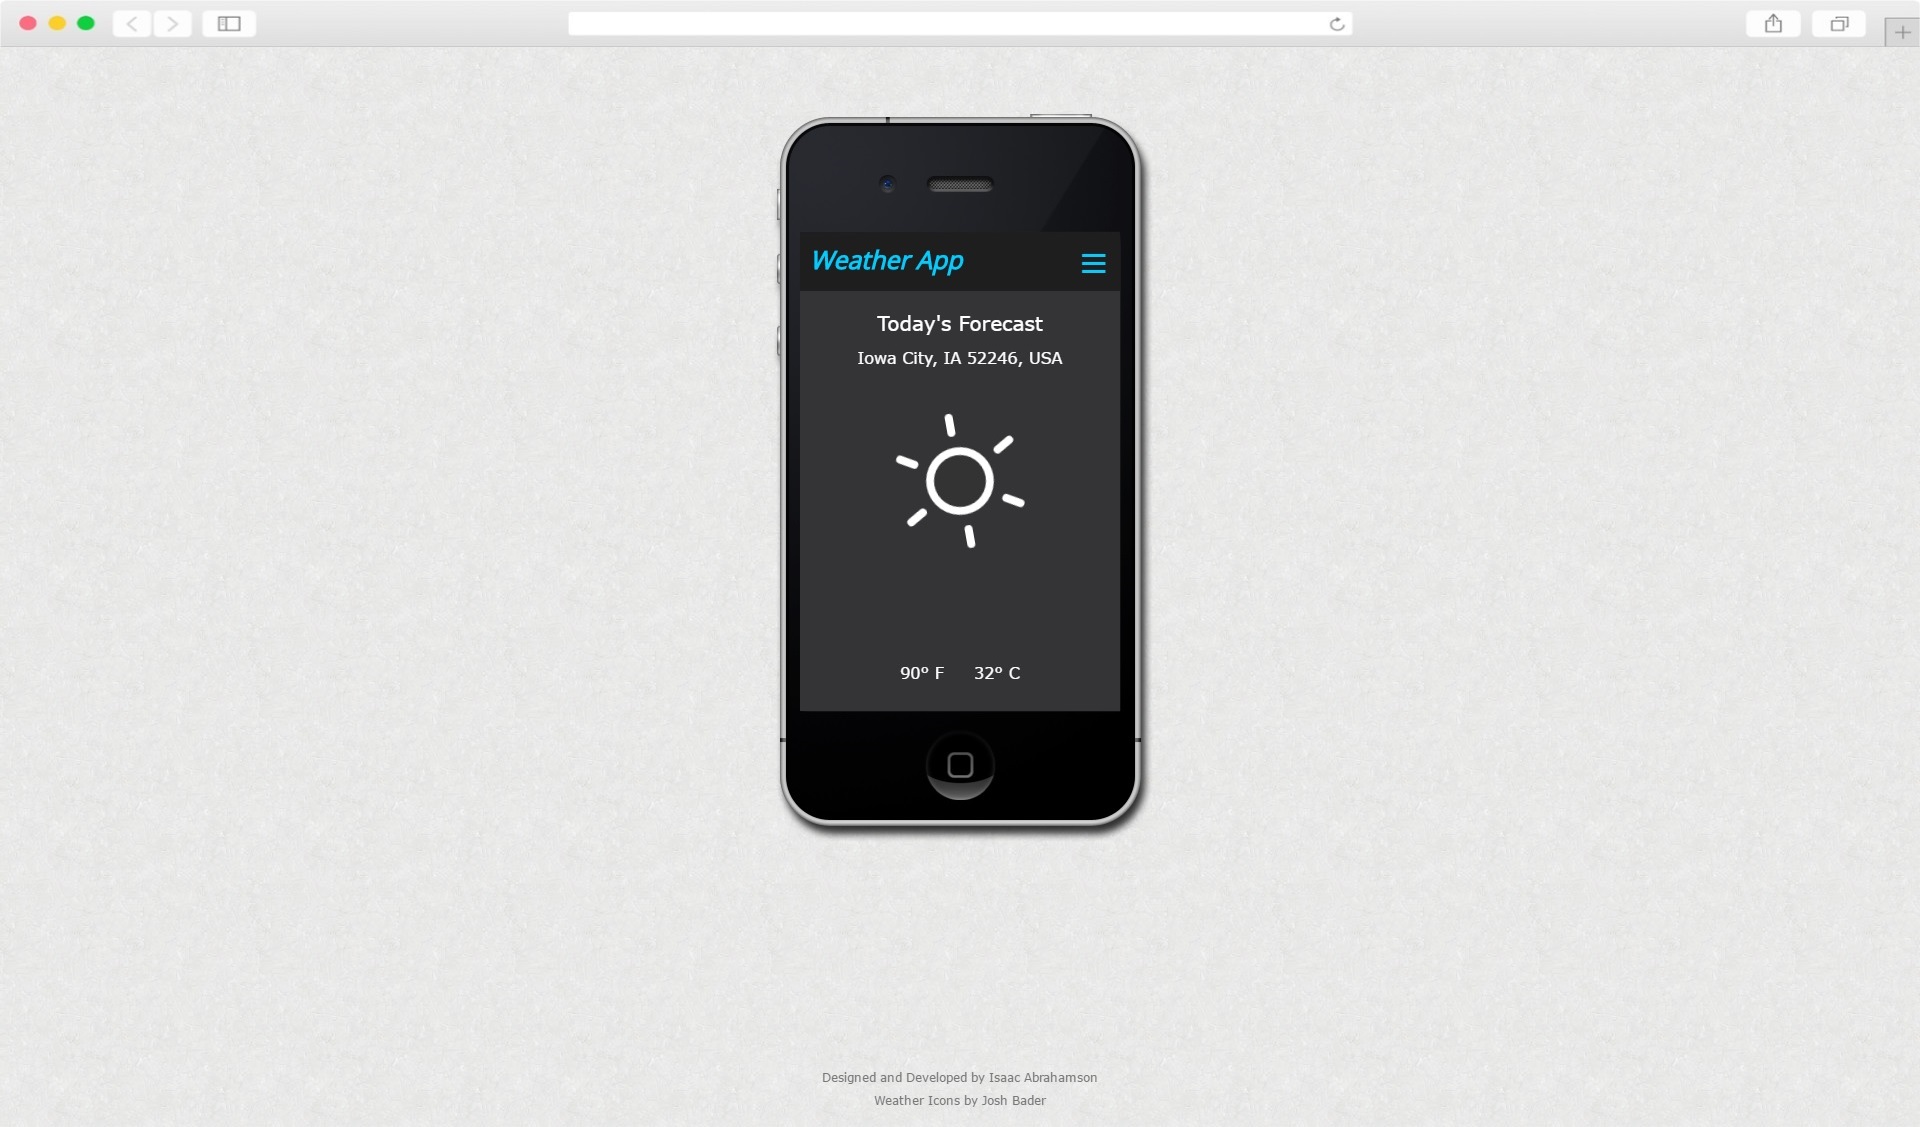 Weather App
Today's Forecast
Iowa City, IA 52246, USA
90° F 32° C
Designed and Developed by Isaac Abrahamson
Weather Icons by Josh Bader